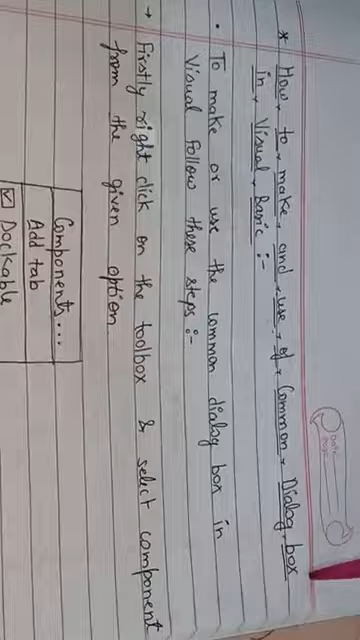 * How to make and use of Common Dialog box
in Visual Basic :-
• To make or use the common dialog box in
Visual follow these steps :-
→ Firstly right click on the toolbox & select component
from the given option.
Components...
Add tab
Dockable